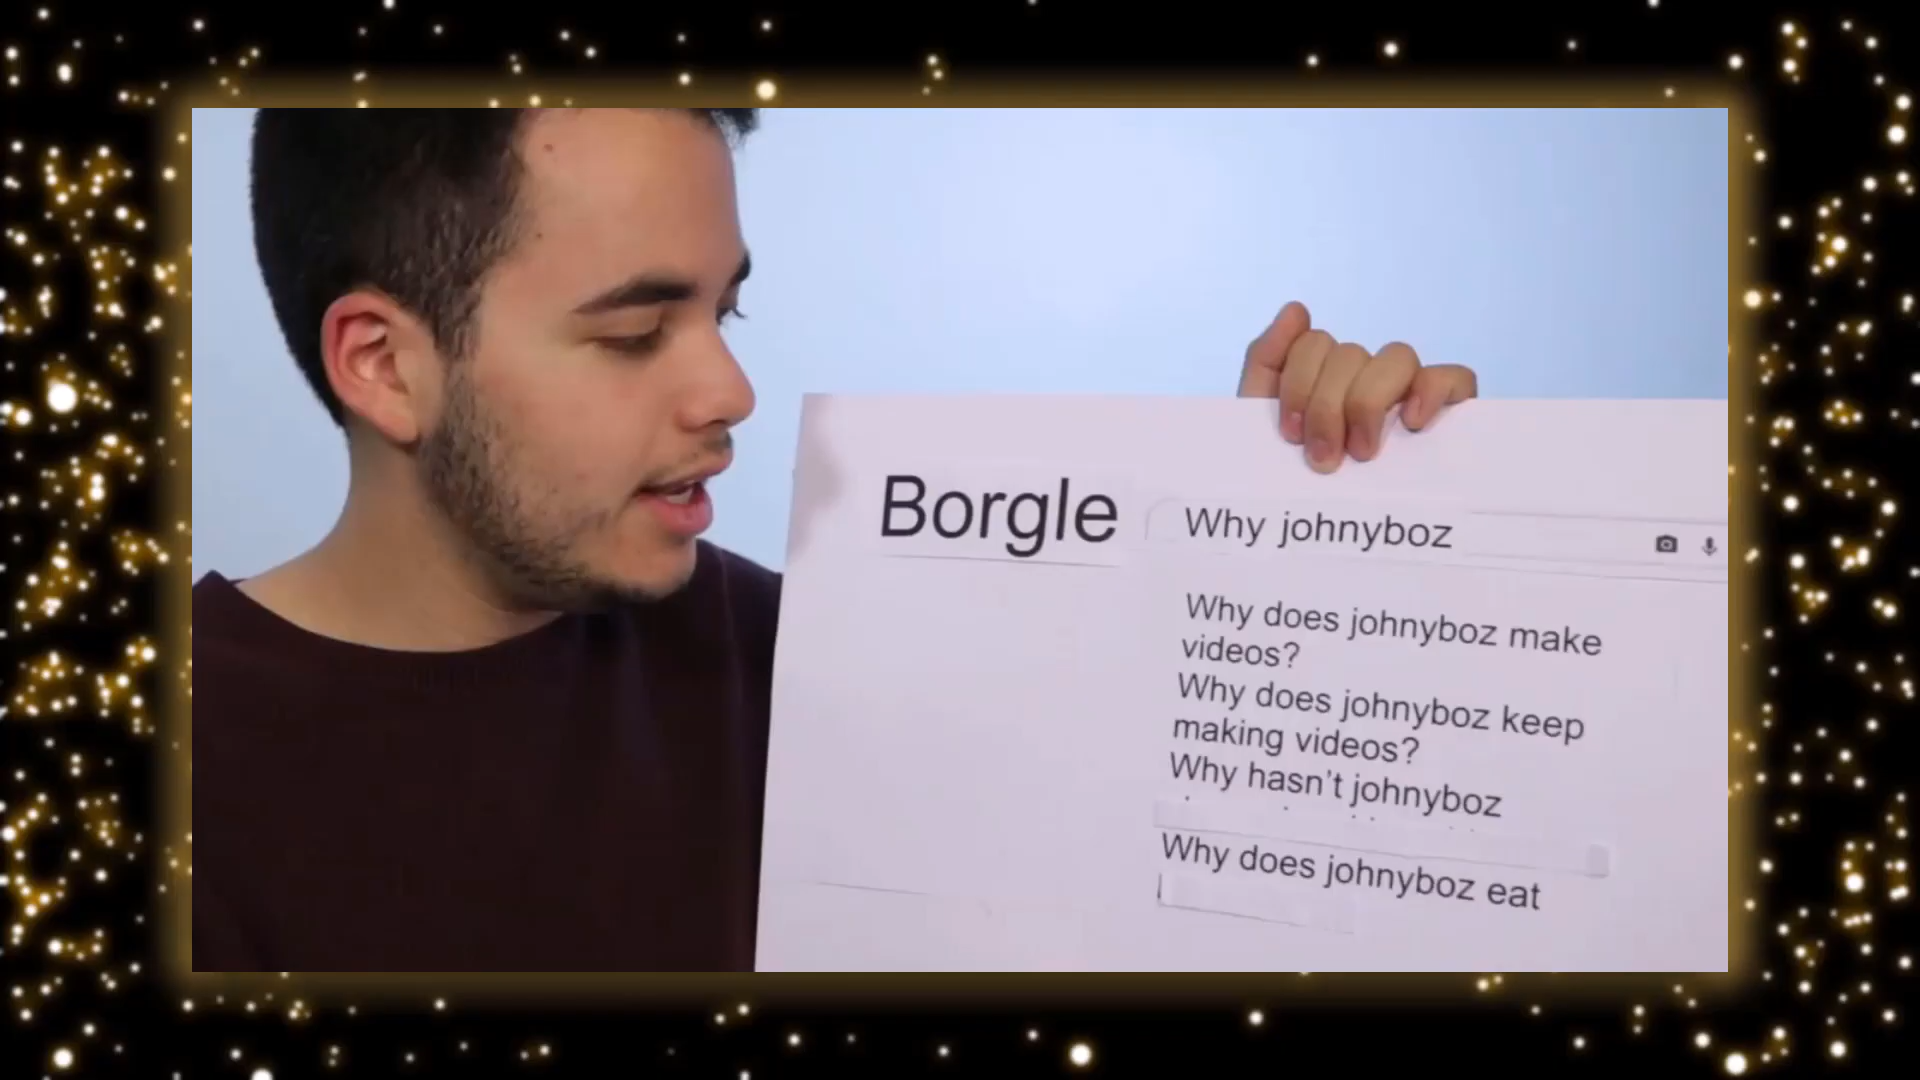 Borgle
Why johnyboz
Why does johnyboz make
videos?
Why does johnyboz keep
making videos?
Why hasn't johnyboz
Why does johnyboz eat